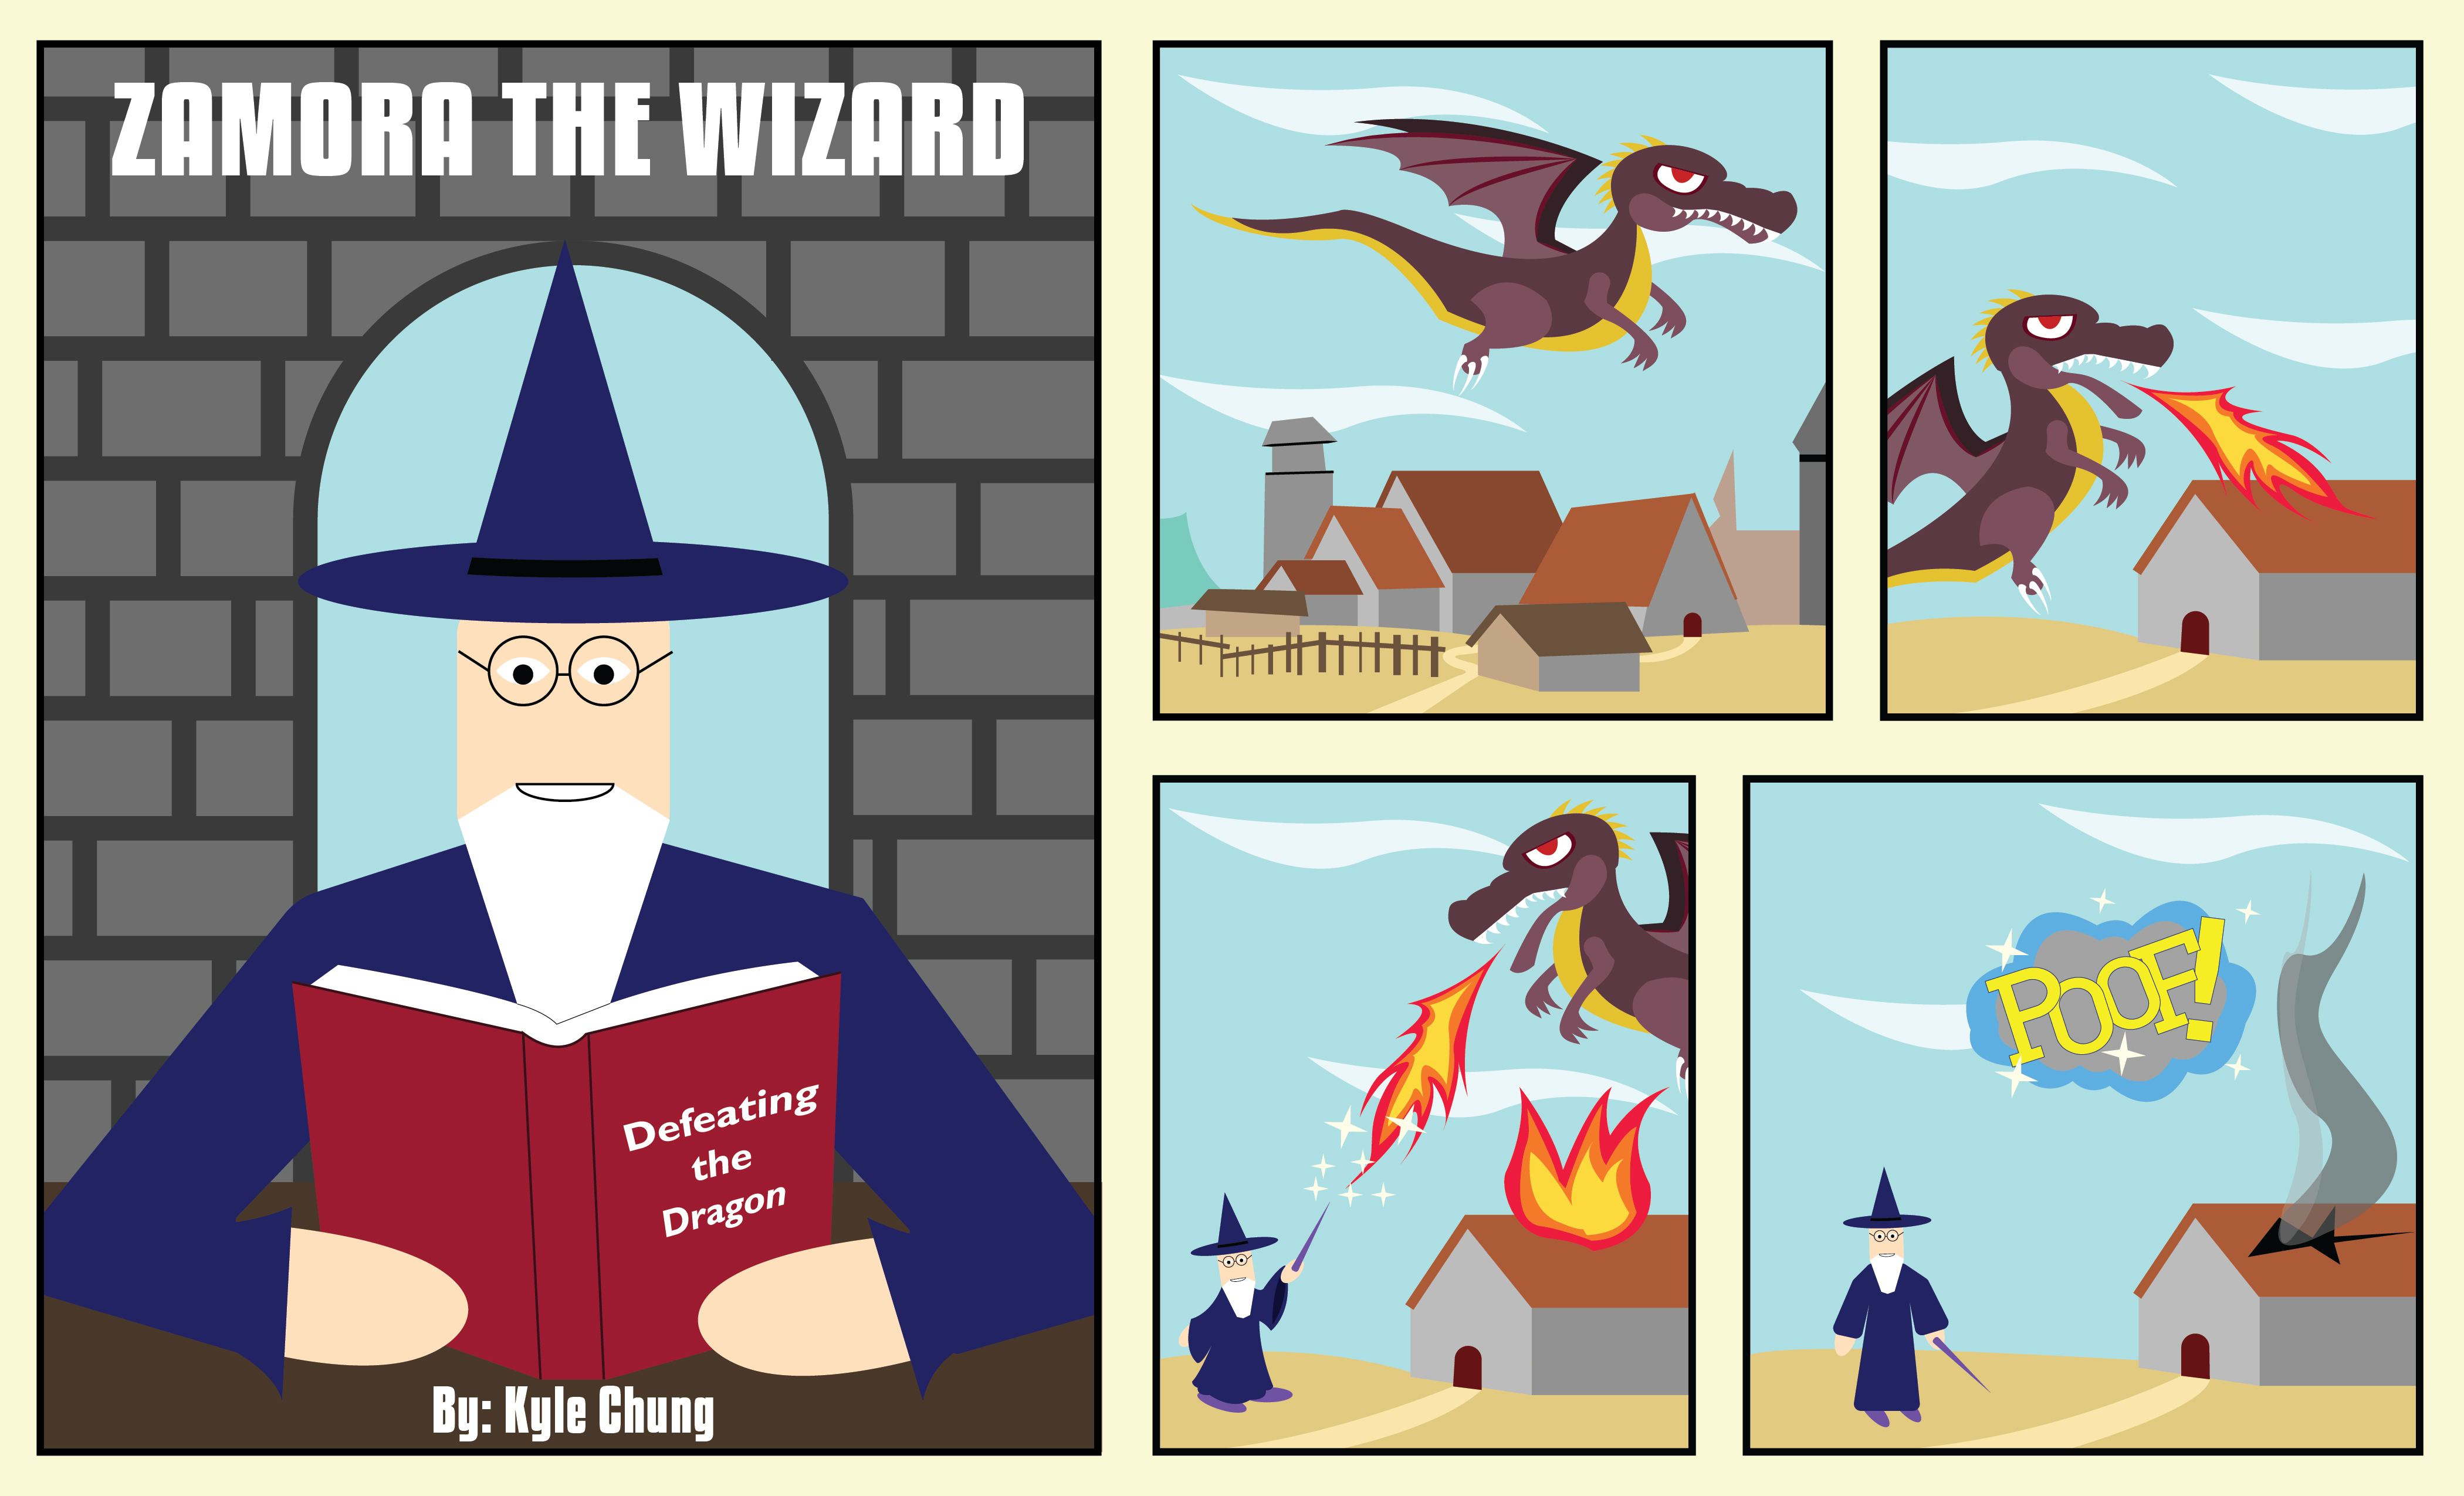 ZAMORA THE WIZARD
Defeating
the
Dragon
By: Kyle Chung
POOF!